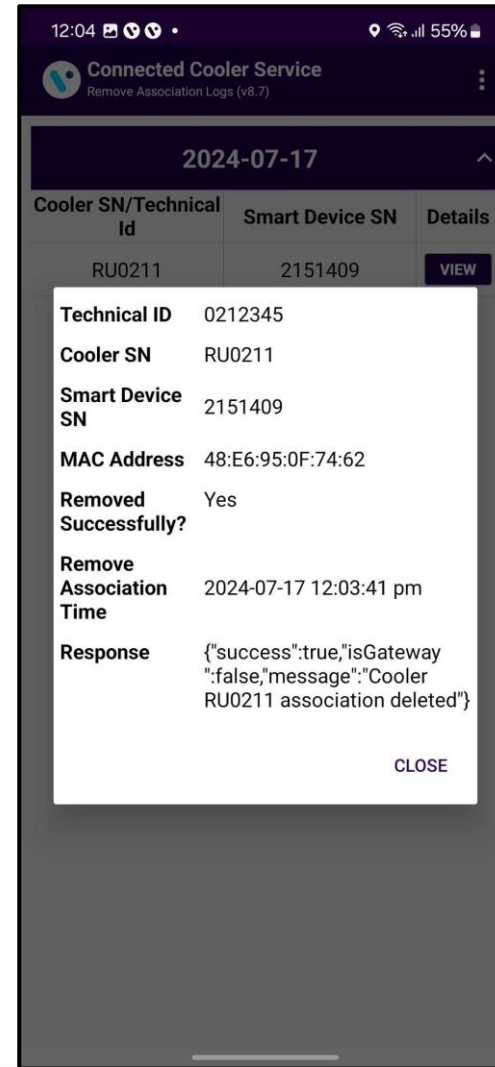 12:04
55%
Connected Cooler Service
Remove Association Logs (v8.7)
2024-07-17
Cooler SN/Technical Id Smart Device SN Details
RU0211 2151409 VIEW
Technical ID 0212345
Cooler SN RU0211
Smart Device SN 2151409
MAC Address 48:E6:95:0F:74:62
Removed Successfully? Yes
Remove Association Time 2024-07-17 12:03:41 pm
Response {"success":true,"isGateway
":false,"message":"Cooler
RU0211 association deleted"}
CLOSE